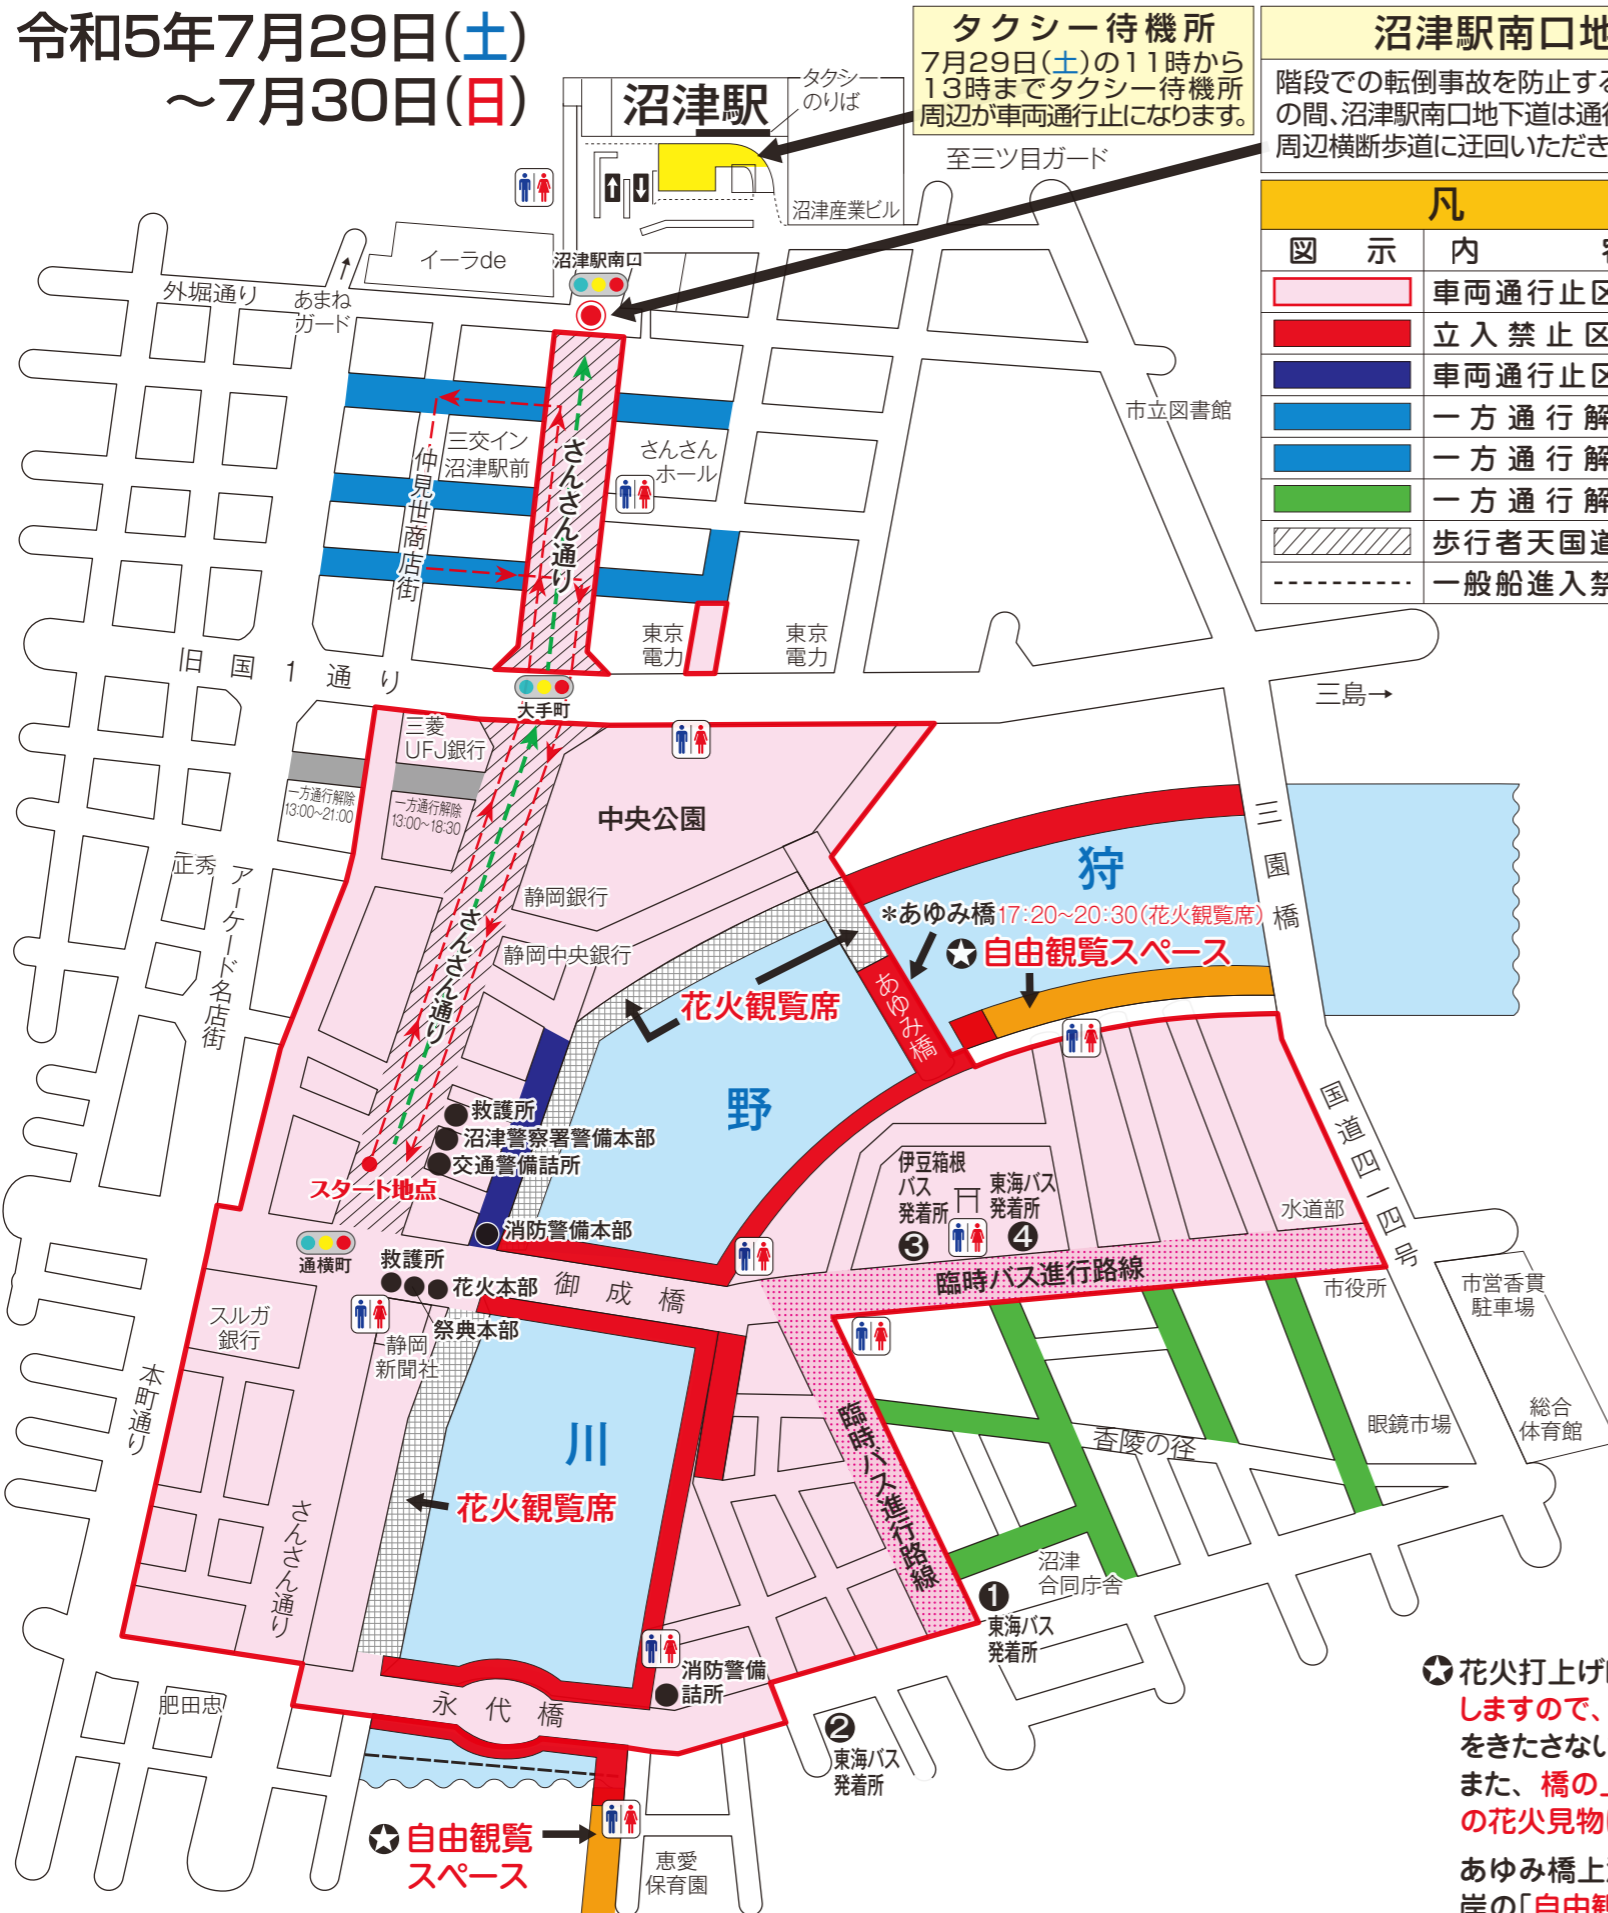 令和5年7月29日(土)
～7月30日(日)
タクシー待機所
7月29日(土)の11時から
13時までタクシー待機所
周辺が車両通行止になります。
沼津駅南口地
階段での転倒事故を防止する
の間、沼津駅南口地下道は通行
周辺横断歩道に迂回いただき
凡
図 示
内
車両通行止区
立入禁止区
車両通行止区
一方通行解
一方通行解
一方通行解
歩行者天国道
一般船進入禁
沼津駅
タクシー
のりば
至三ツ目ガード
沼津産業ビル
イーラde
沼津駅南口
外堀通り
あまね
ガード
市立図書館
三交イン
沼津駅前
さんさん
ホール
仲見世商店街
さんさん通り
東京
電力
東京
電力
旧国1通り
大手町
三島→
三菱
UFJ銀行
一方通行解除
13:00~21:00
一方通行解除
13:00~18:30
中央公園
三園橋
狩
正秀
アーケード名店街
静岡銀行
*あゆみ橋17:20~20:30(花火観覧席)
✪自由観覧スペース
さんさん通り
静岡中央銀行
花火観覧席
あゆみ橋
野
国道四一四号
救護所
沼津警察署警備本部
交通警備詰所
スタート地点
伊豆箱根
バス
発着所
❸
東海バス
発着所
❹
水道部
消防警備本部
通横町
救護所
花火本部
祭典本部
御成橋
臨時バス進行路線
市役所
市営香貫
駐車場
スルガ
銀行
静岡
新聞社
本町通り
川
臨時バス進行路線
香陵の径
眼鏡市場
総合
体育館
花火観覧席
さんさん通り
沼津
合同庁舎
❶
東海バス
発着所
消防警備
詰所
肥田忠
永代橋
❷
東海バス
発着所
✪自由観覧
スペース
恵愛
保育園
✪花火打上げ
しますので、
をきたさない
また、橋の
の花火見物
あゆみ橋上
岸の「自由観